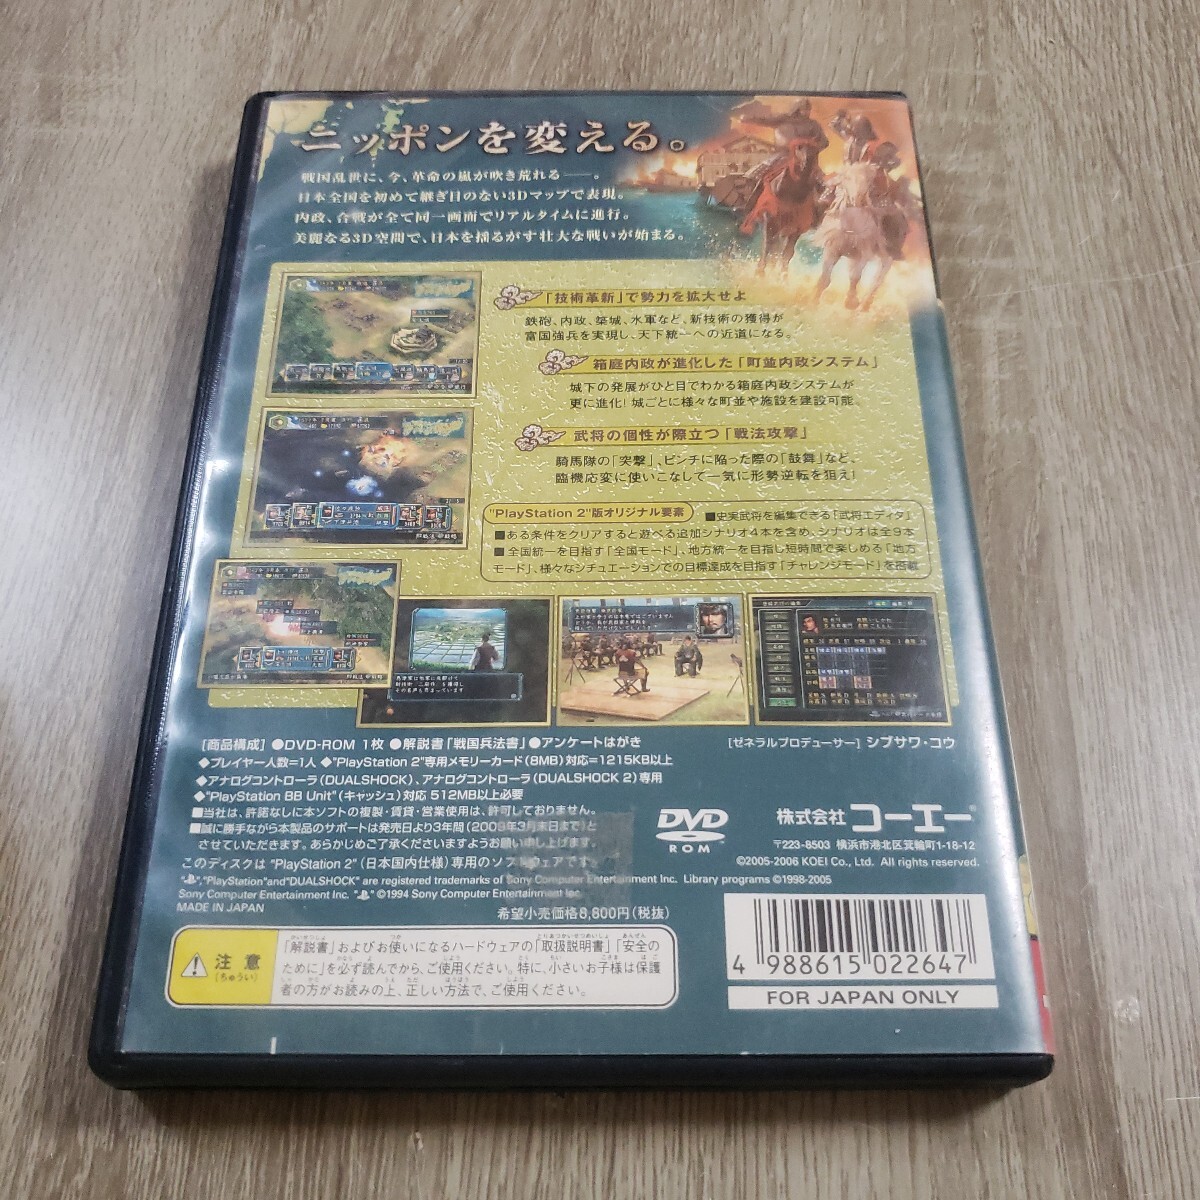 ニッポンを変える。
戦国乱世に、今、革命の嵐が吹き荒れる――。
日本全国を初めて継ぎ目のない3Dマップで表現。
内政、合戦が全て同一画面でリアルタイムに進行。
美麗なる3D空間で、日本を揺るがす壮大な戦いが始まる。
「技術革新」で勢力を拡大せよ
鉄砲、内政、築城、水軍など、新技術の獲得が
富国強兵を実現し、天下統一への近道になる。
箱庭内政が進化した「町並内政システム」
城下の発展がひと目でわかる箱庭内政システムが
更に進化!城ごとに様々な町並や施設を建設可能。
武将の個性が際立つ「戦法攻撃」
騎馬隊の「突撃」、ピンチに陥った際の「鼓舞」など、
臨機応変に使いこなして一気に形勢逆転を狙え!
"PlayStation 2"版オリジナル要素
■史実武将を編集できる「武将エディタ」
■ある条件をクリアすると遊べる追加シナリオ4本を含め、シナリオは全9本
■全国統一を目指す「全国モード」、地方統一を目指し短時間で楽しめる「地方
モード」、様々なシチュエーションでの目標達成を目指す「チャレンジモード」を搭載
[商品構成] ●DVD-ROM 1枚 ●解説書「戦国兵法書」 ●アンケートはがき
[ゼネラルプロデューサー] シブサワ・コウ
◆プレイヤー人数=1人 ◆"PlayStation 2"専用メモリーカード(8MB)対応=1215KB以上
◆アナログコントローラ(DUALSHOCK)、アナログコントローラ(DUALSHOCK 2)専用
◆"PlayStation BB Unit"(キャッシュ)対応 512MB以上必要
■当社は、許諾なしに本ソフトの複製・賃貸・営業使用は、許可しておりません。
■誠に勝手ながら本製品のサポートは発売日より3年間(2009年3月末日まで)と
させていただきます。あらかじめご了承くださいますようお願い申し上げます。
このディスクは "PlayStation 2"(日本国内仕様)専用のソフトウェアです。
DVD
ROM
株式会社 コーエー
〒223-8503 横浜市港北区箕輪町1-18-12
©2005-2006 KOEI Co., Ltd. All rights reserved.
"","PlayStation"and"DUALSHOCK" are registered trademarks of Sony Computer Entertainment Inc. Library programs ©1998-2005
Sony Computer Entertainment Inc. "" ©1994 Sony Computer Entertainment Inc.
MADE IN JAPAN
希望小売価格8,800円(税抜)
注意
(ちゅうい)
「解説書」およびお使いになるハードウェアの「取扱説明書」「安全の
ために」を必ず読んでから、ご使用ください。特に、小さいお子様は保護
者の方がお読みの上、正しい方法で、ご使用ください。
4 988615 022647
FOR JAPAN ONLY